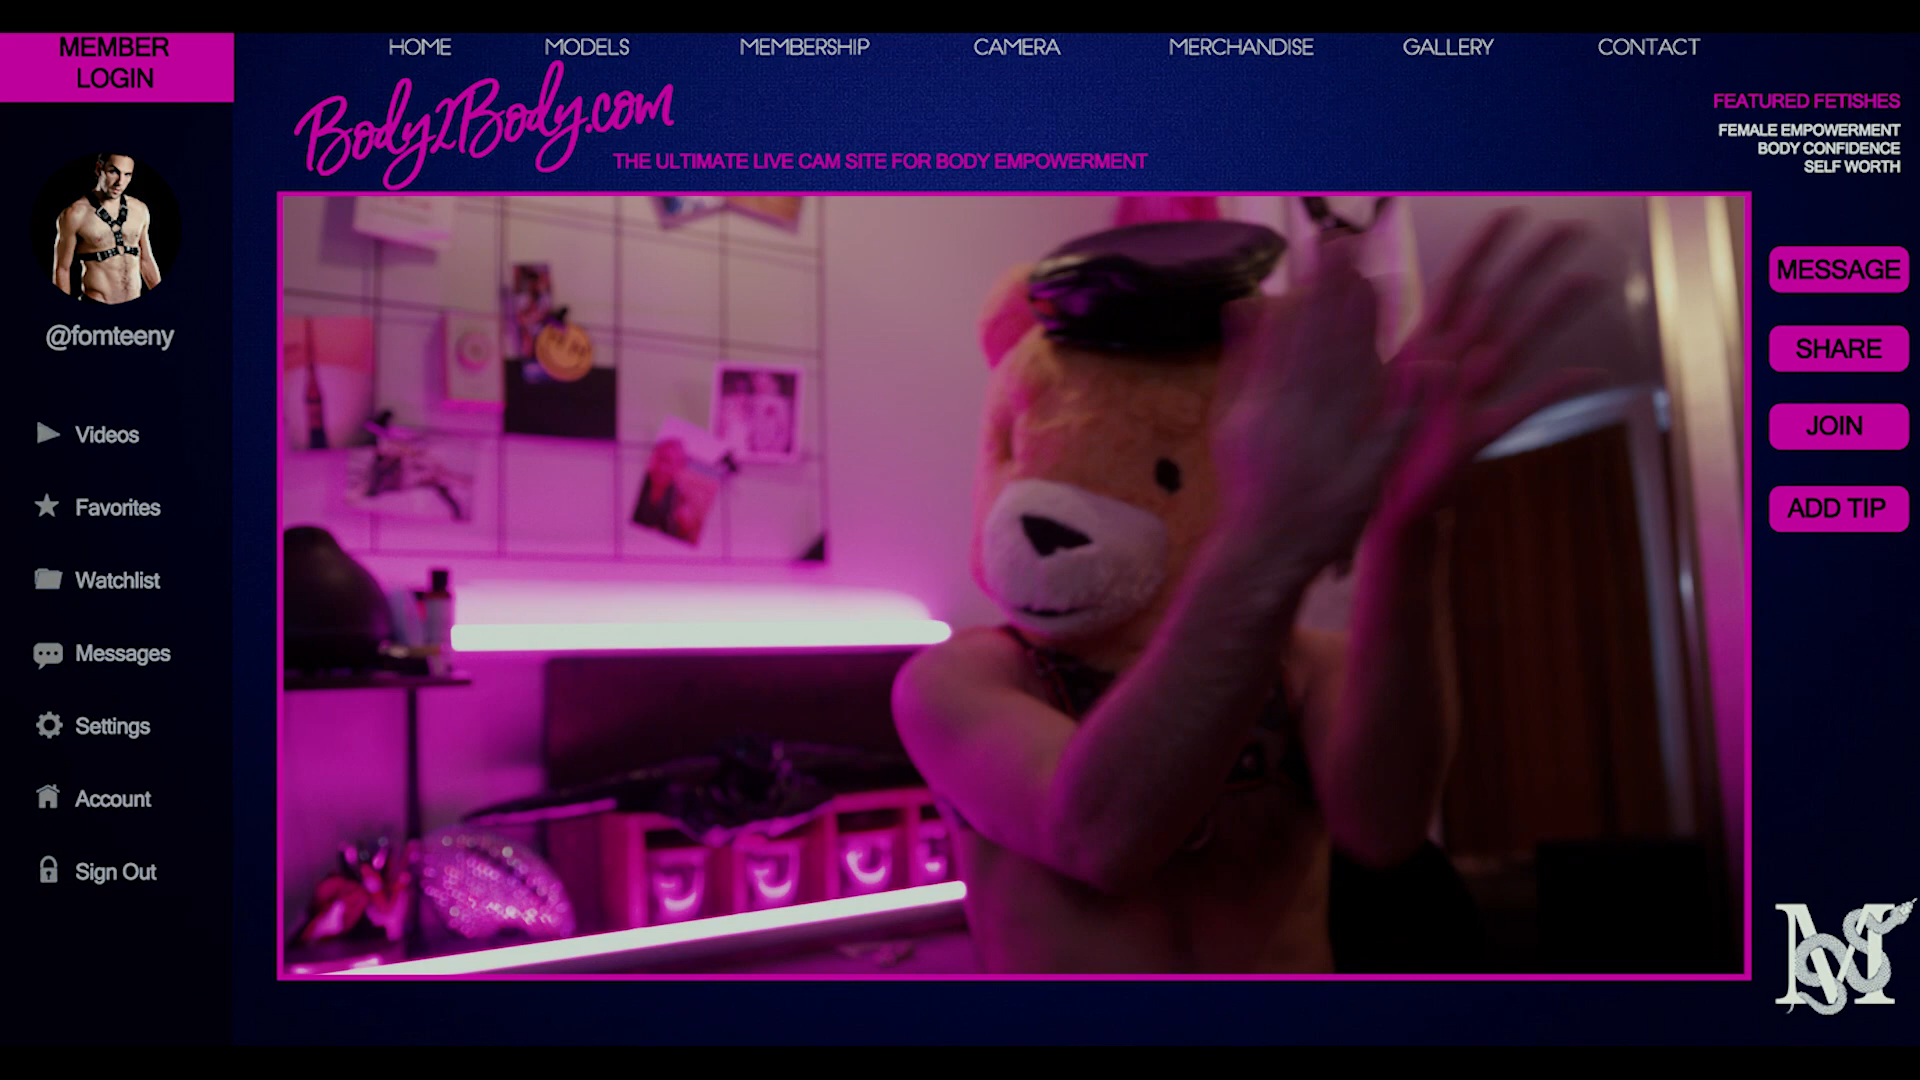 MEMBER
LOGIN
HOME MODELS MEMBERSHIP CAMERA MERCHANDISE GALLERY CONTACT
Body2Body.com
THE ULTIMATE LIVE CAM SITE FOR BODY EMPOWERMENT
FEATURED FETISHES
FEMALE EMPOWERMENT
BODY CONFIDENCE
SELF WORTH
@fomteeny
Videos
Favorites
Watchlist
Messages
Settings
Account
Sign Out
MESSAGE
SHARE
JOIN
ADD TIP
M